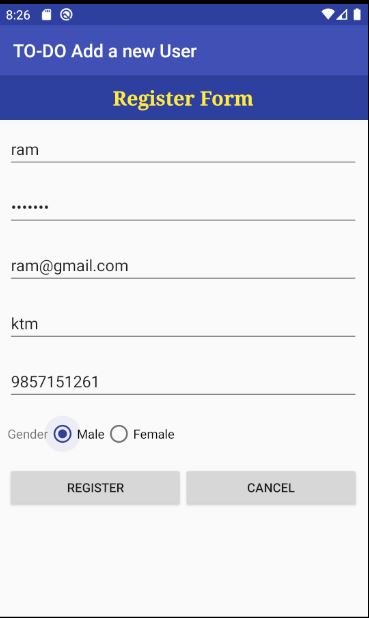 8:26
TO-DO Add a new User
Register Form
ram
•••••••
ram@gmail.com
ktm
9857151261
Gender Male Female
REGISTER CANCEL